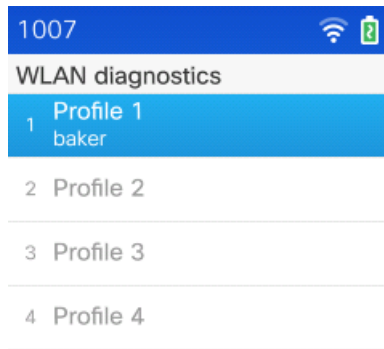 1007
WLAN diagnostics
1 Profile 1
baker
2 Profile 2
3 Profile 3
4 Profile 4